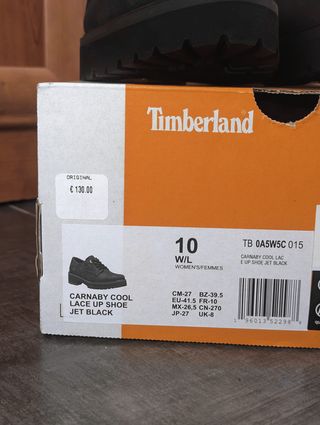 Timberland
ORIGINAL
€ 130.00
10
W/L
WOMEN'S/FEMMES
TB 0A5W5C 015
CARNABY COOL LAC
E UP SHOE JET BLACK
CARNABY COOL
LACE UP SHOE
JET BLACK
CM-27 BZ-39,5
EU-41,5 FR-10
MX-26,5 CN-270
JP-27 UK-8